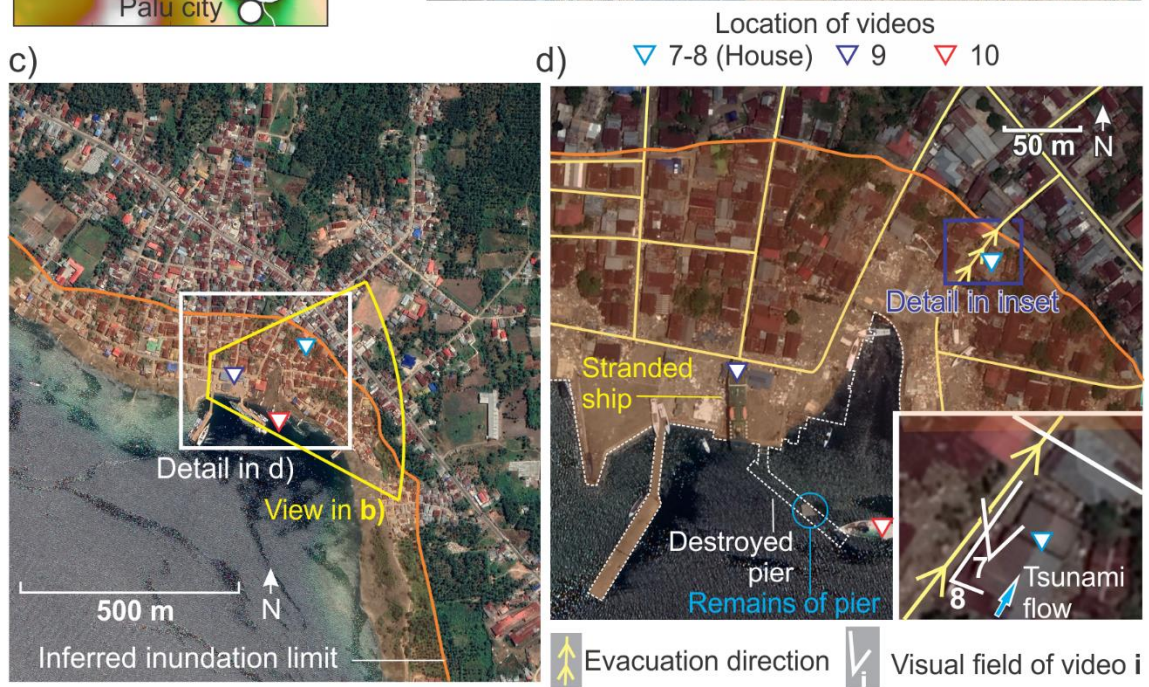 Palu city
Location of videos
7-8 (House)
9
10
c)
d)
50 m
N
Detail in inset
Stranded
ship
Detail in d)
View in b)
Destroyed
pier
Remains of pier
7
8
Tsunami
flow
500 m
N
Inferred inundation limit
Evacuation direction
i
Visual field of video i